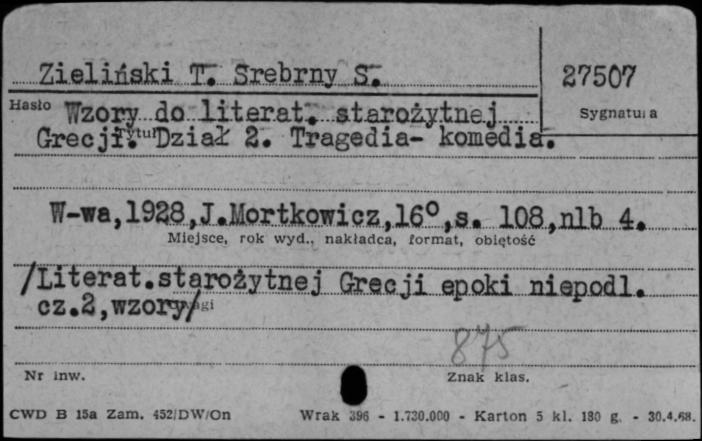 Zieliński T. Srebrny S.
27507
Hasło Wzory do literat. starożytnej
Sygnatura
Grecji. Tytuł Dział 2. Tragedia- komedia.
W-wa,1928,J.Mortkowicz,16°,s. 108,nlb 4.
Miejsce, rok wyd., nakładca, format, objętość
/Literat.starożytnej Grecji epoki niepodl.
cz.2,wzory/
875
Nr inw.
Znak klas.
CWD B 15a Zam. 452/DW/On
Wrak 396 - 1.730.000 - Karton 5 kl. 180 g. - 30.4.68.